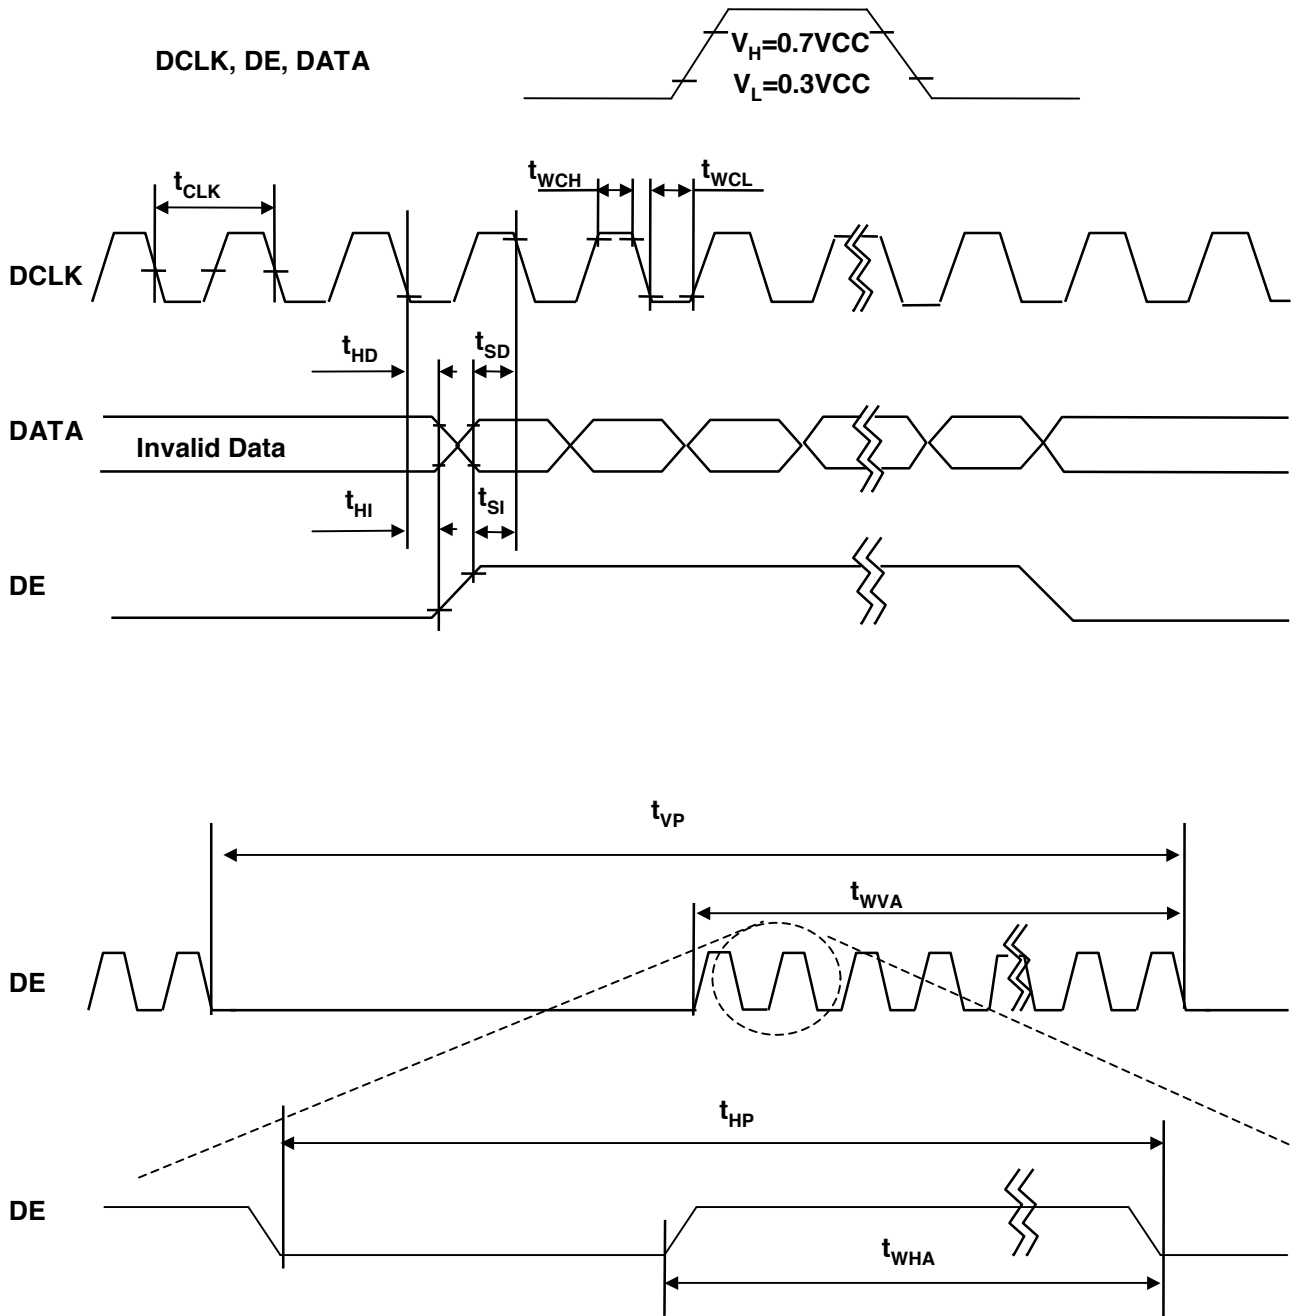 DCLK, DE, DATA
V_H=0.7VCC
V_L=0.3VCC
t_CLK
t_WCH
t_WCL
DCLK
t_HD
t_SD
DATA
Invalid Data
t_HI
t_SI
DE
t_VP
t_WVA
DE
t_HP
DE
t_WHA